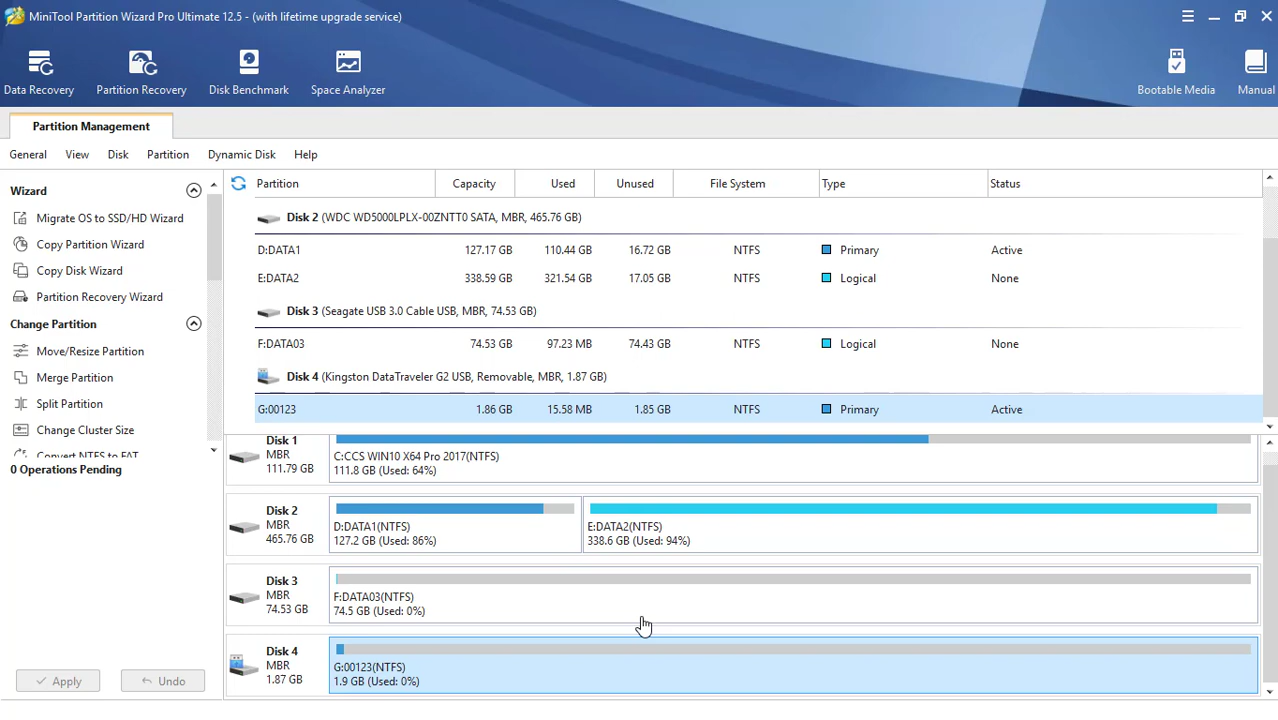 MiniTool Partition Wizard Pro Ultimate 12.5 - (with lifetime upgrade service)
Data Recovery
Partition Recovery
Disk Benchmark
Space Analyzer
Bootable Media
Manual
Partition Management
General View Disk Partition Dynamic Disk Help
Wizard
Migrate OS to SSD/HD Wizard
Copy Partition Wizard
Copy Disk Wizard
Partition Recovery Wizard
Change Partition
Move/Resize Partition
Merge Partition
Split Partition
Change Cluster Size
Convert NTFS to FAT
0 Operations Pending
Apply
Undo
Partition Capacity Used Unused File System Type Status
Disk 2 (WDC WD5000LPLX-00ZNTT0 SATA, MBR, 465.76 GB)
D:DATA1 127.17 GB 110.44 GB 16.72 GB NTFS Primary Active
E:DATA2 338.59 GB 321.54 GB 17.05 GB NTFS Logical None
Disk 3 (Seagate USB 3.0 Cable USB, MBR, 74.53 GB)
F:DATA03 74.53 GB 97.23 MB 74.43 GB NTFS Logical None
Disk 4 (Kingston DataTraveler G2 USB, Removable, MBR, 1.87 GB)
G:00123 1.86 GB 15.58 MB 1.85 GB NTFS Primary Active
Disk 1
MBR
111.79 GB
C:CCS WIN10 X64 Pro 2017(NTFS)
111.8 GB (Used: 64%)
Disk 2
MBR
465.76 GB
D:DATA1(NTFS)
127.2 GB (Used: 86%)
E:DATA2(NTFS)
338.6 GB (Used: 94%)
Disk 3
MBR
74.53 GB
F:DATA03(NTFS)
74.5 GB (Used: 0%)
Disk 4
MBR
1.87 GB
G:00123(NTFS)
1.9 GB (Used: 0%)